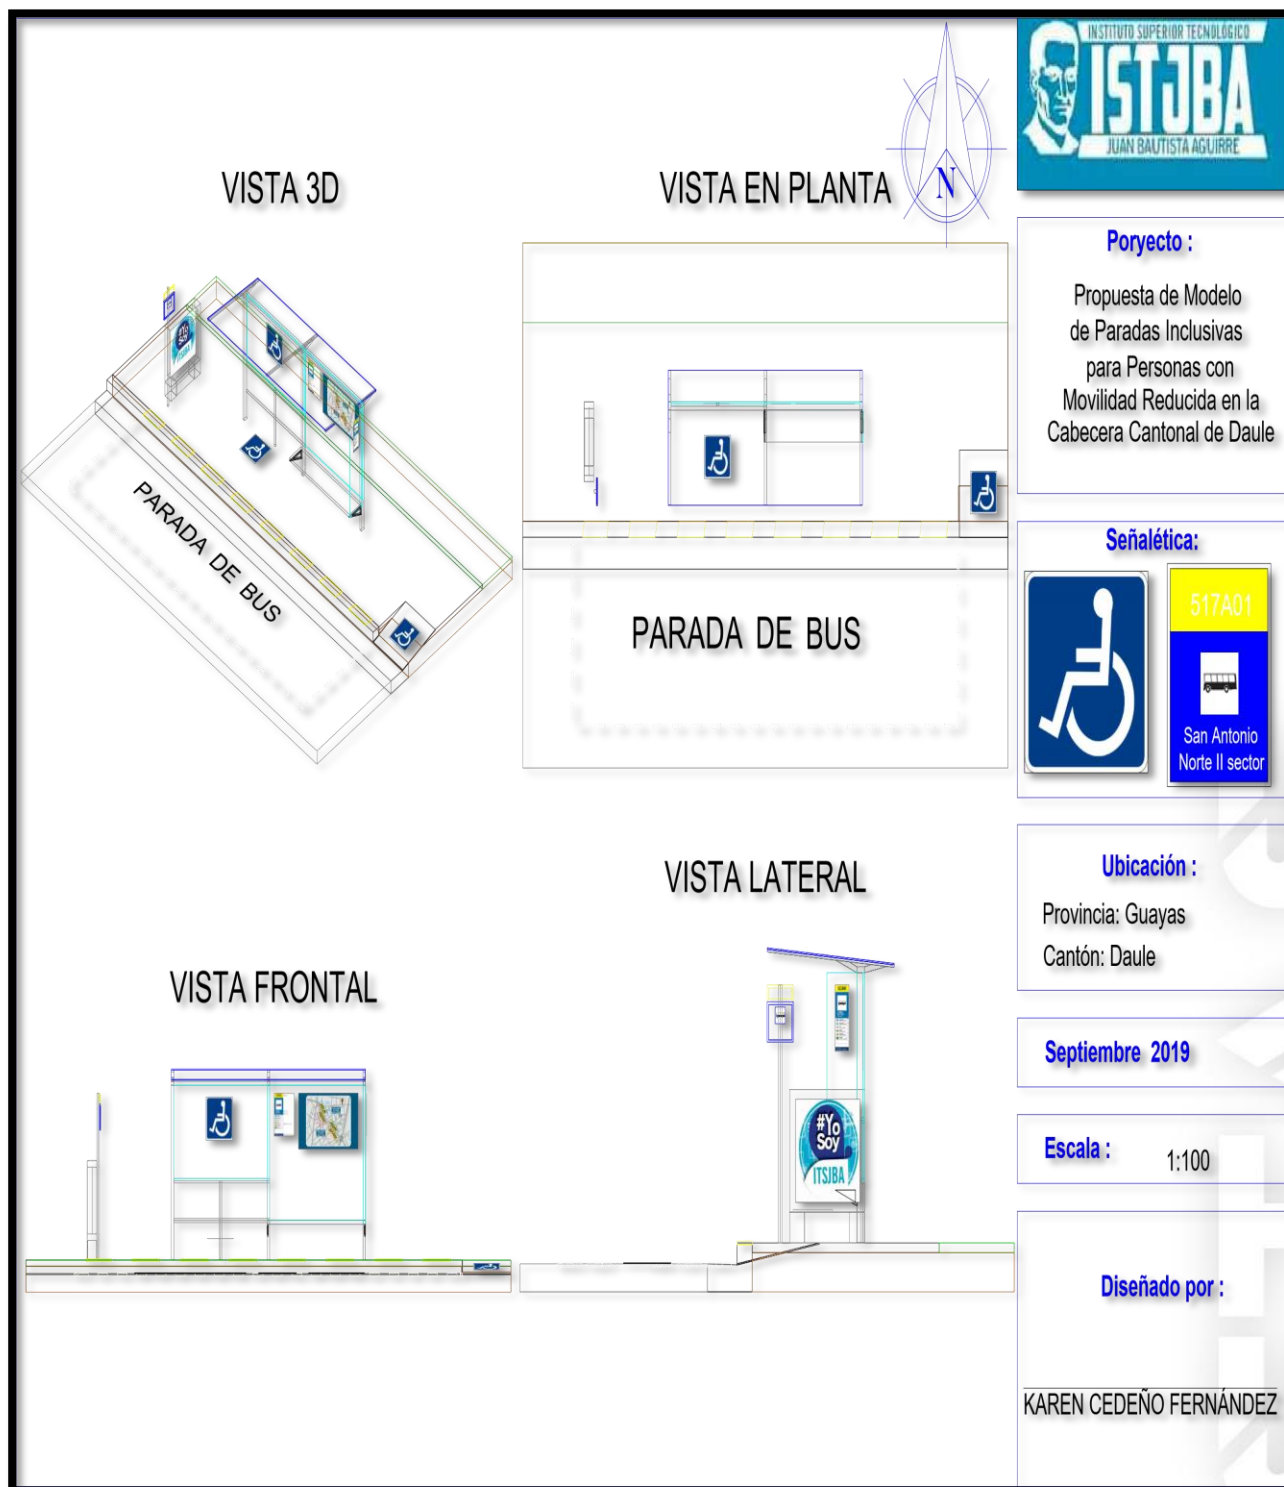 VISTA 3D
VISTA EN PLANTA
N
PARADA DE BUS
PARADA DE BUS
#Yo
Soy
ITSJBA
VISTA FRONTAL
VISTA LATERAL
#Yo
Soy
ITSJBA
INSTITUTO SUPERIOR TECNOLÓGICO
ISTJBA
JUAN BAUTISTA AGUIRRE
Poryecto :
Propuesta de Modelo
de Paradas Inclusivas
para Personas con
Movilidad Reducida en la
Cabecera Cantonal de Daule
Señalética:
517A01
San Antonio
Norte II sector
Ubicación :
Provincia: Guayas
Cantón: Daule
Septiembre 2019
Escala :
1:100
Diseñado por :
KAREN CEDEÑO FERNÁNDEZ